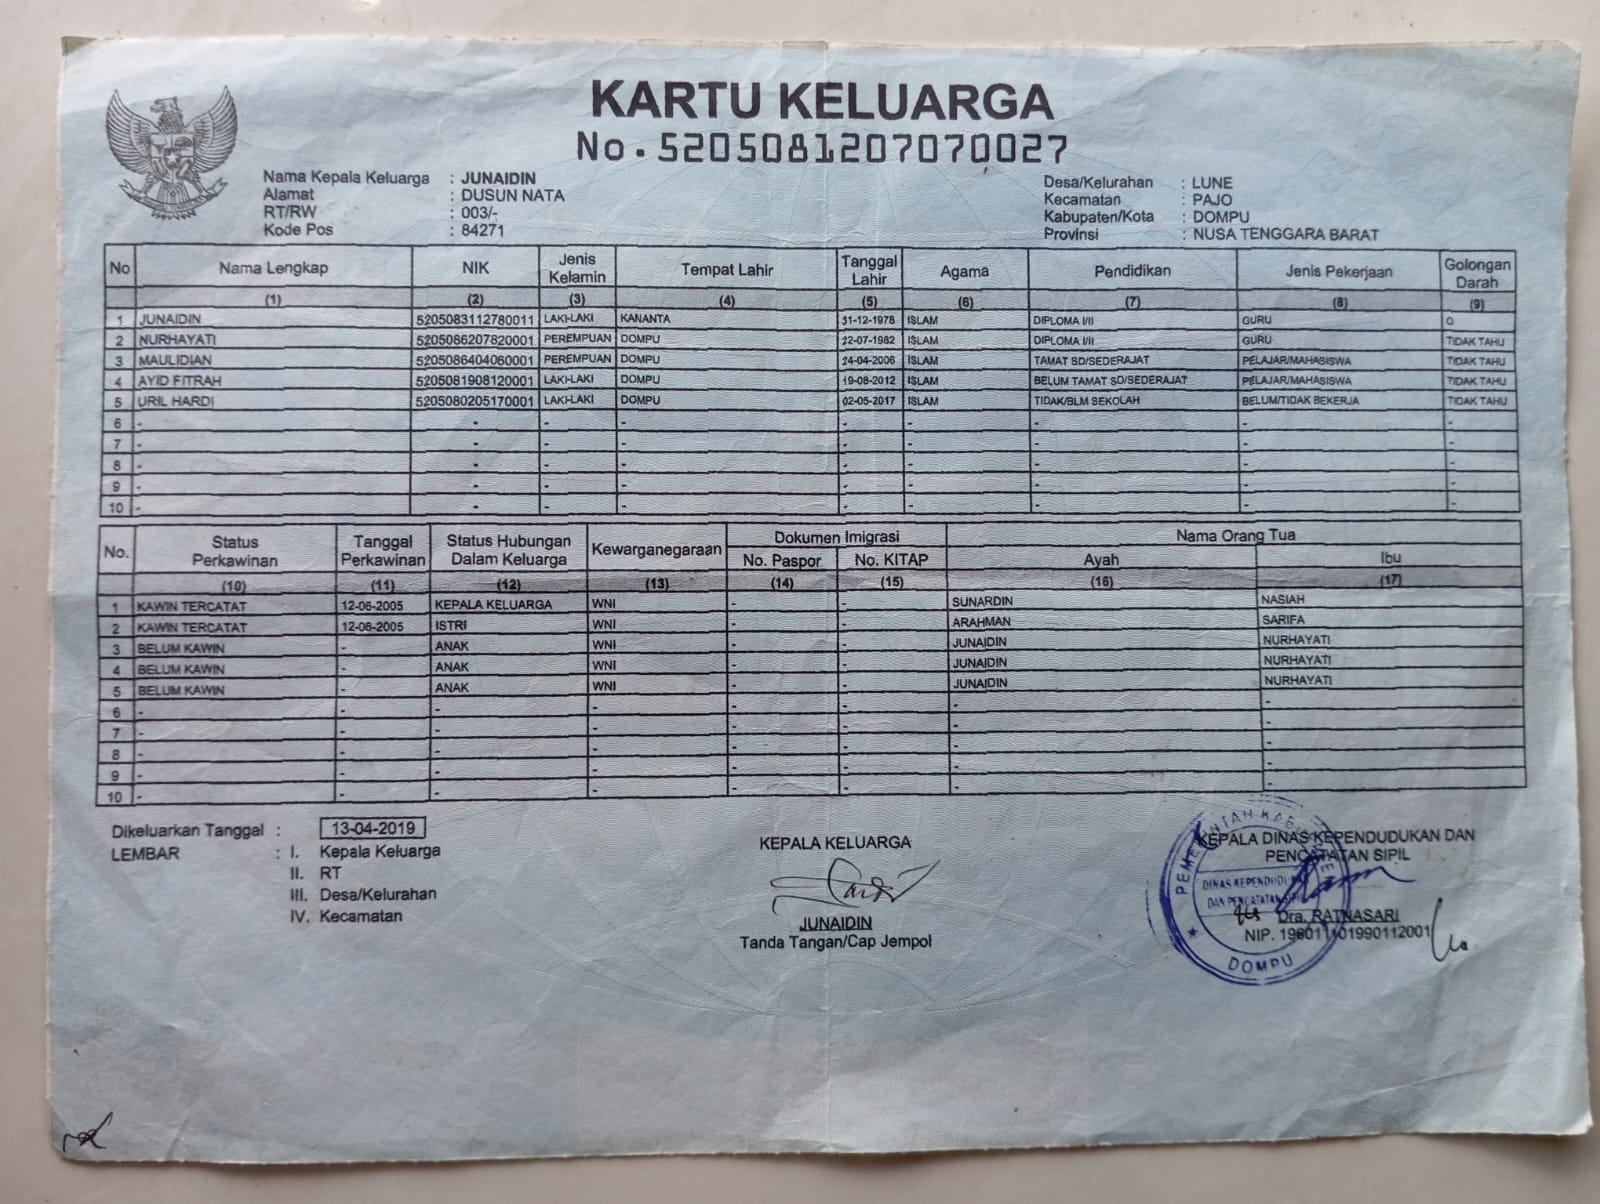 KARTU KELUARGA
No. 5205081207070027
Nama Kepala Keluarga : JUNAIDIN
Alamat : DUSUN NATA
RT/RW : 003/-
Kode Pos : 84271
Desa/Kelurahan : LUNE
Kecamatan : PAJO
Kabupaten/Kota : DOMPU
Provinsi : NUSA TENGGARA BARAT
No Nama Lengkap NIK Jenis Kelamin Tempat Lahir Tanggal Lahir Agama Pendidikan Jenis Pekerjaan Golongan Darah
(1) (2) (3) (4) (5) (6) (7) (8) (9)
1 JUNAIDIN 5205083112780011 LAKI-LAKI KANANTA 31-12-1978 ISLAM DIPLOMA I/II GURU O
2 NURHAYATI 5205086207820001 PEREMPUAN DOMPU 22-07-1982 ISLAM DIPLOMA I/II GURU TIDAK TAHU
3 MAULIDIAN 5205086404060001 PEREMPUAN DOMPU 24-04-2006 ISLAM TAMAT SD/SEDERAJAT PELAJAR/MAHASISWA TIDAK TAHU
4 AYID FITRAH 5205081908120001 LAKI-LAKI DOMPU 19-08-2012 ISLAM BELUM TAMAT SD/SEDERAJAT PELAJAR/MAHASISWA TIDAK TAHU
5 URIL HARDI 5205080205170001 LAKI-LAKI DOMPU 02-05-2017 ISLAM TIDAK/BLM SEKOLAH BELUM/TIDAK BEKERJA TIDAK TAHU
6 - - - - - - - - -
7 - - - - - - - - -
8 - - - - - - - - -
9 - - - - - - - - -
10 - - - - - - - - -
No. Status Perkawinan Tanggal Perkawinan Status Hubungan Dalam Keluarga Kewarganegaraan Dokumen Imigrasi Nama Orang Tua
No. Paspor No. KITAP Ayah Ibu
(10) (11) (12) (13) (14) (15) (16) (17)
1 KAWIN TERCATAT 12-06-2005 KEPALA KELUARGA WNI - - SUNARDIN NASIAH
2 KAWIN TERCATAT 12-06-2005 ISTRI WNI - - ARAHMAN SARIFA
3 BELUM KAWIN - ANAK WNI - - JUNAIDIN NURHAYATI
4 BELUM KAWIN - ANAK WNI - - JUNAIDIN NURHAYATI
5 BELUM KAWIN - ANAK WNI - - JUNAIDIN NURHAYATI
6 - - - - - - - -
7 - - - - - - - -
8 - - - - - - - -
9 - - - - - - - -
10 - - - - - - - -
Dikeluarkan Tanggal : 13-04-2019
LEMBAR : I. Kepala Keluarga
II. RT
III. Desa/Kelurahan
IV. Kecamatan
KEPALA KELUARGA
JUNAIDIN
Tanda Tangan/Cap Jempol
KEPALA DINAS KEPENDUDUKAN DAN
PENCATATAN SIPIL
Dra. RATNASARI
NIP. 196011101990112001
DINAS KEPENDUDUKAN
DAN PENCATATAN SIPIL
DOMPU